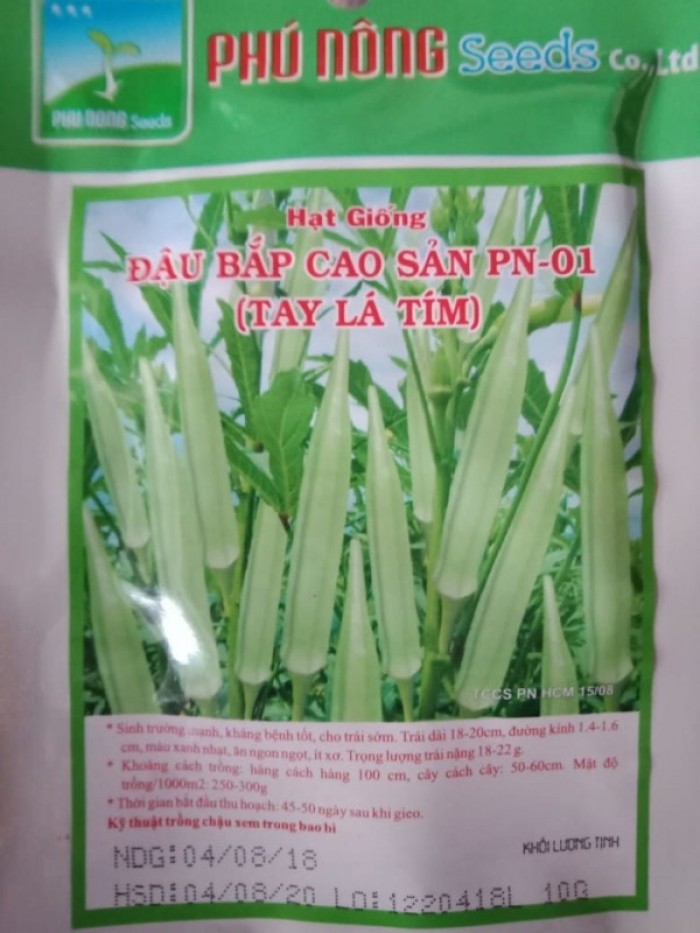 PHÚ NÔNG Seeds Co., Ltd
PHU NONG Seeds
Hạt Giống
ĐẬU BẮP CAO SẢN PN-01
(TAY LÁ TÍM)
TCCS PN HCM 15/08
* Sinh trưởng mạnh, kháng bệnh tốt, cho trái sớm. Trái dài 18-20cm, đường kính 1.4-1.6
cm, màu xanh nhạt, ăn ngon ngọt, ít xơ. Trọng lượng trái nặng 18-22 g.
* Khoảng cách trồng: hàng cách hàng 100 cm, cây cách cây: 50-60cm. Mật độ
trồng/1000m2: 250-300g
* Thời gian bắt đầu thu hoạch: 45-50 ngày sau khi gieo.
Kỹ thuật trồng chậu xem trong bao bì
KHỐI LƯỢNG TỊNH
NDG:04/08/18
HSD:04/08/20 LO:1220418L 10G